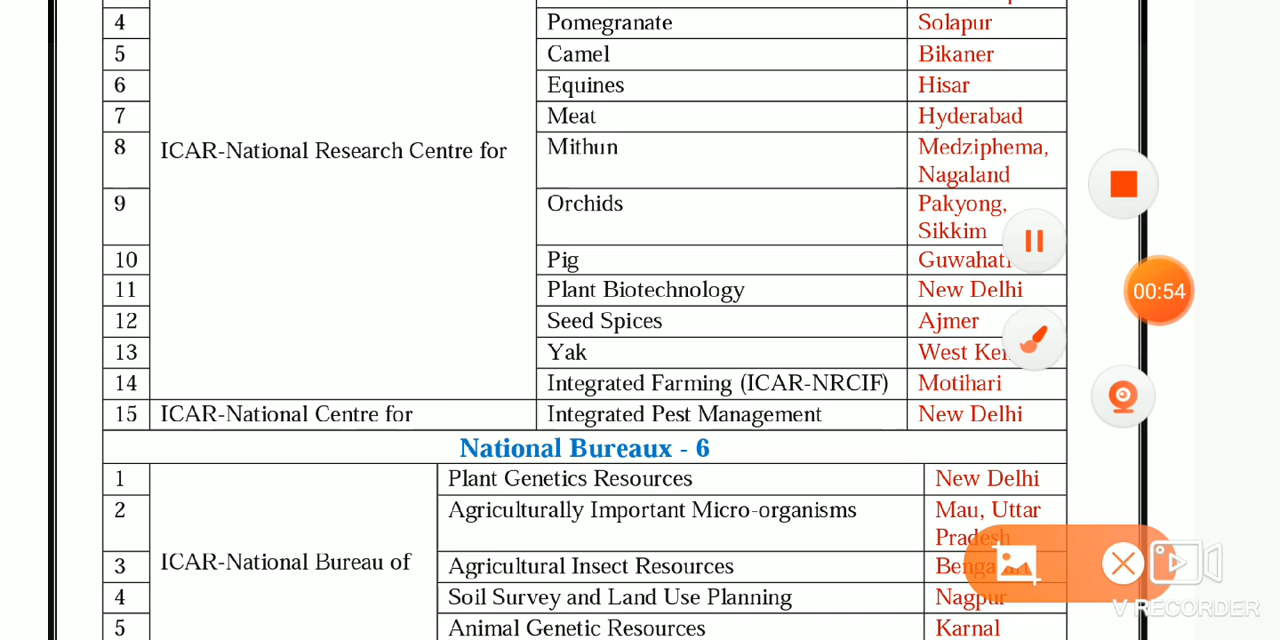 4 Pomegranate Solapur
5 Camel Bikaner
6 Equines Hisar
7 Meat Hyderabad
8 ICAR-National Research Centre for Mithun Medziphema,
Nagaland
9 Orchids Pakyong,
Sikkim
10 Pig Guwahati
11 Plant Biotechnology New Delhi
12 Seed Spices Ajmer
13 Yak West
14 Integrated Farming (ICAR-NRCIF) Motihari
15 ICAR-National Centre for Integrated Pest Management New Delhi
National Bureaux - 6
1 Plant Genetics Resources New Delhi
2 Agriculturally Important Micro-organisms Mau, Uttar
Pradesh
ICAR-National Bureau of
3 Agricultural Insect Resources
4 Soil Survey and Land Use Planning Nagpur
5 Animal Genetic Resources Karnal
00:54
V RECORDER